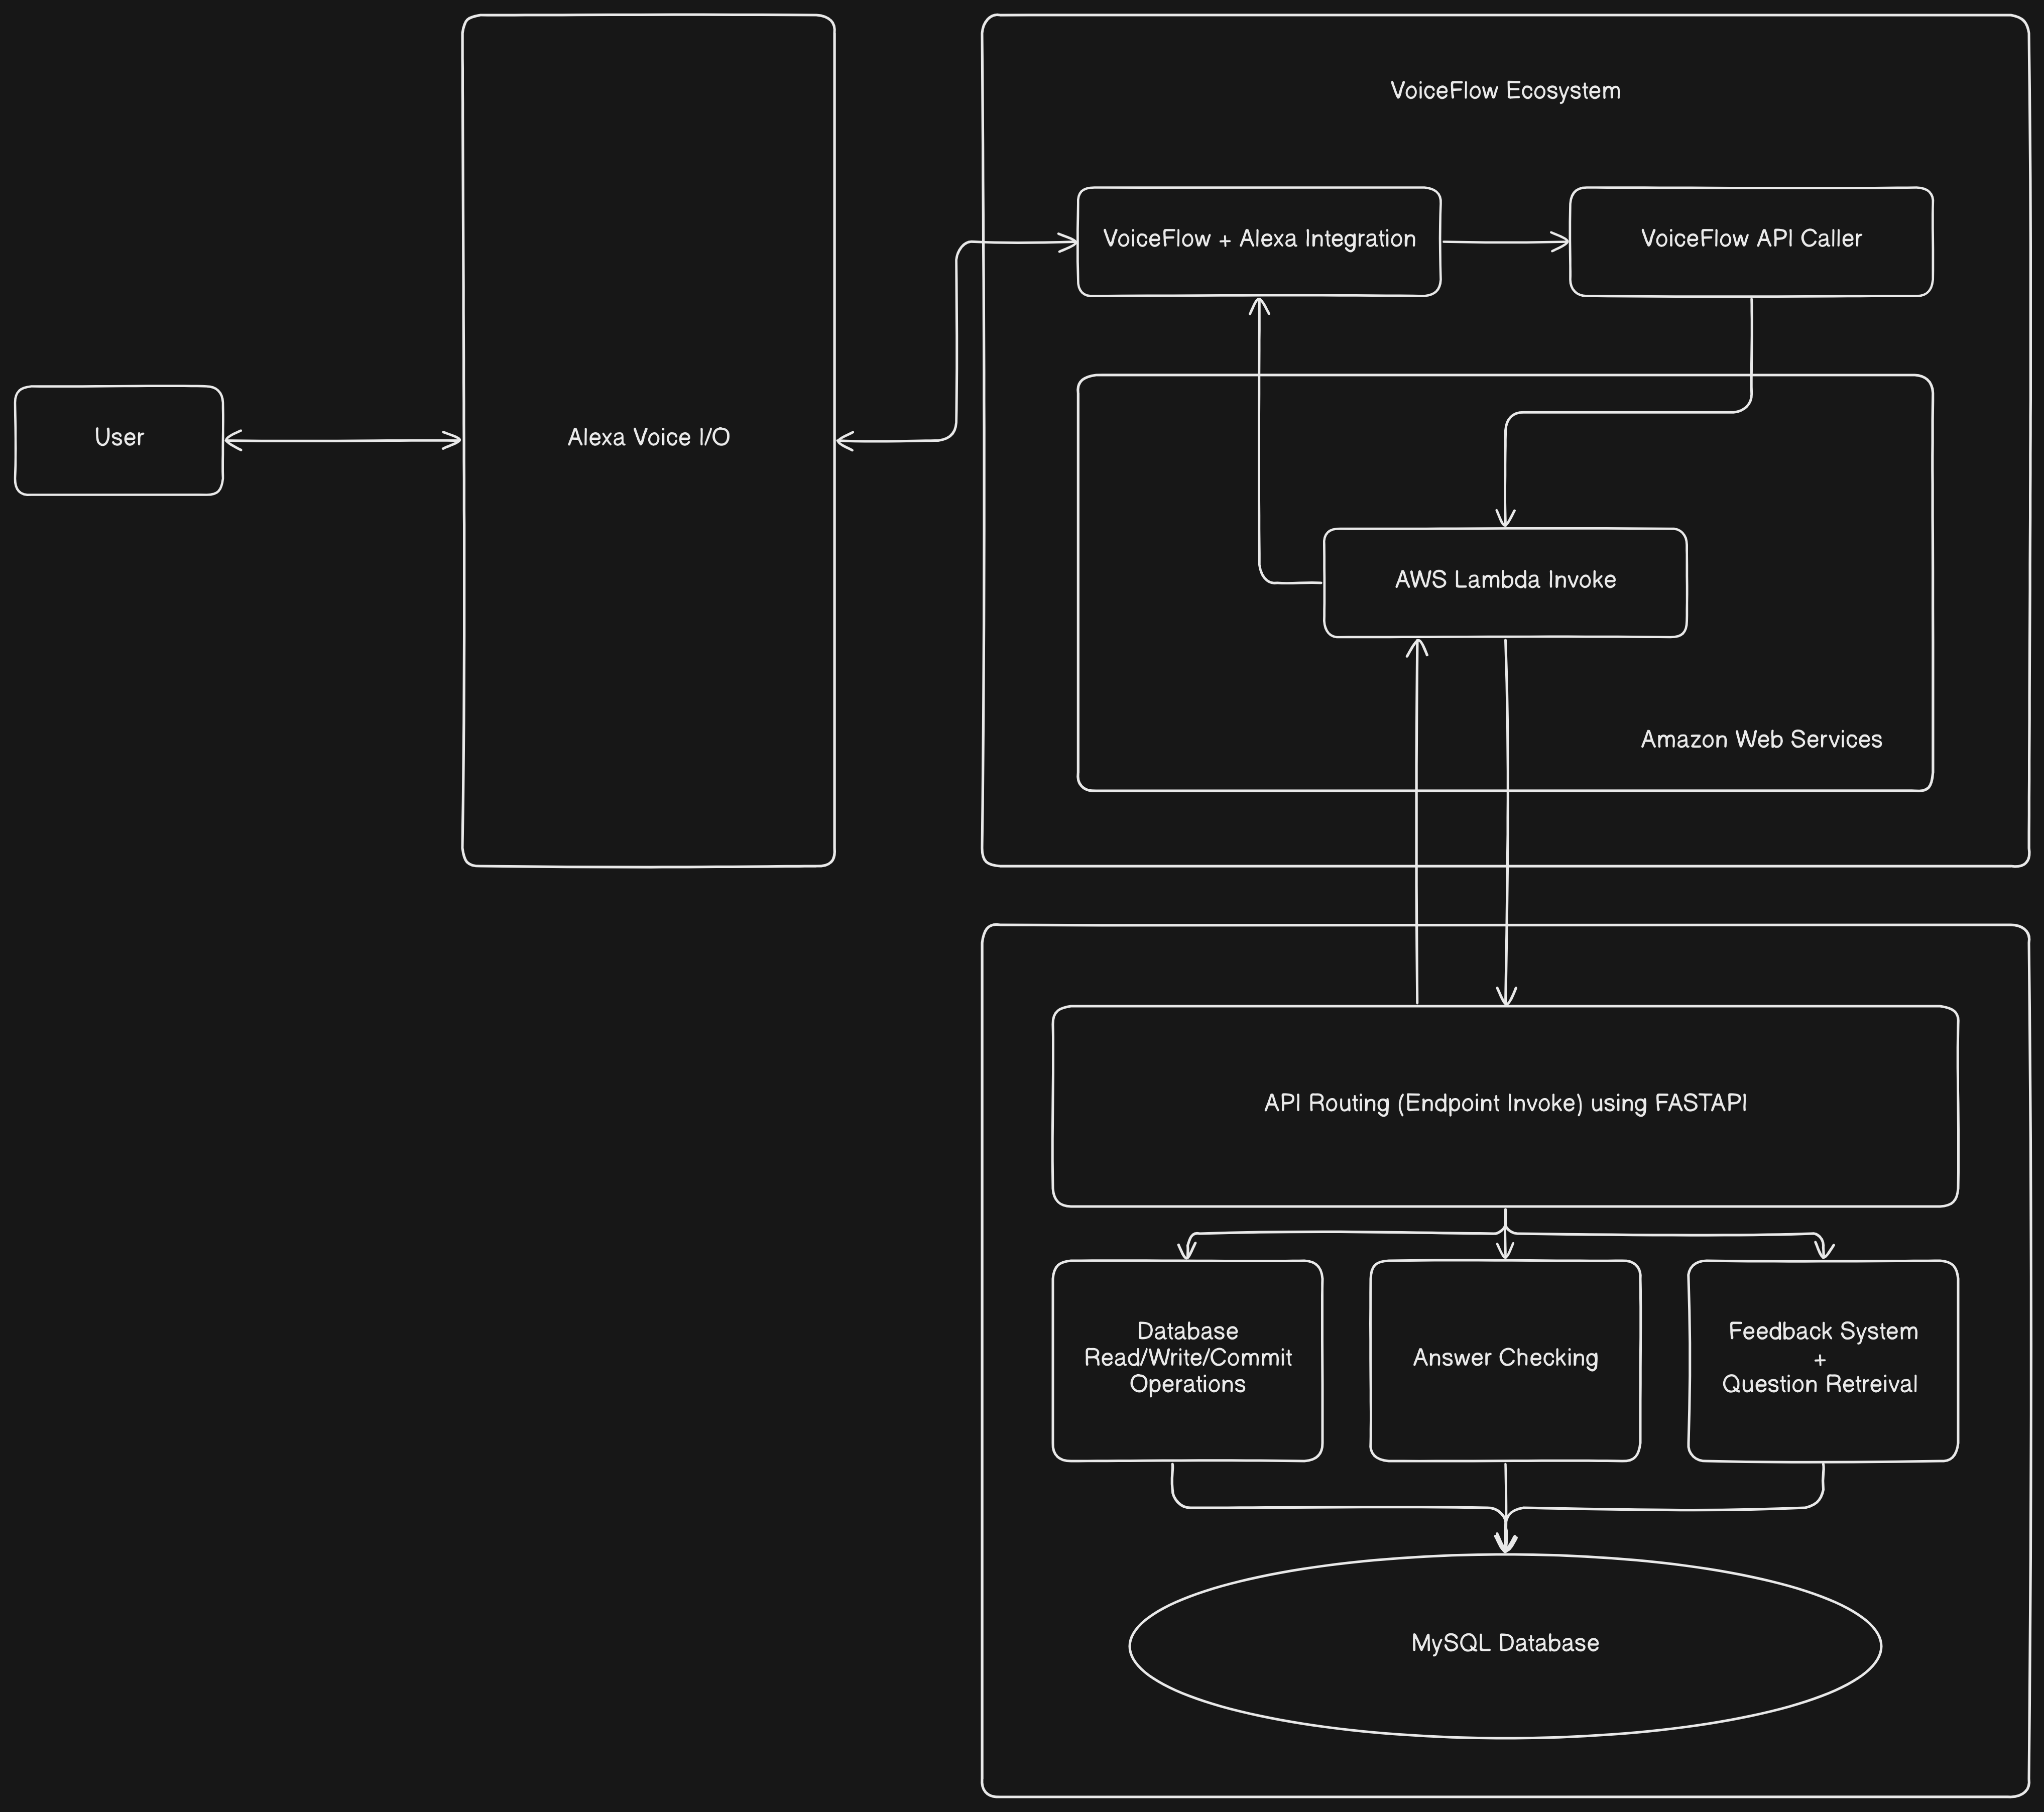 VoiceFlow Ecosystem
VoiceFlow + Alexa Integration
VoiceFlow API Caller
User
Alexa Voice I/O
AWS Lambda Invoke
Amazon Web Services
API Routing (Endpoint Invoke) using FASTAPI
Database
Read/Write/Commit
Operations
Answer Checking
Feedback System
+
Question Retreival
MySQL Database